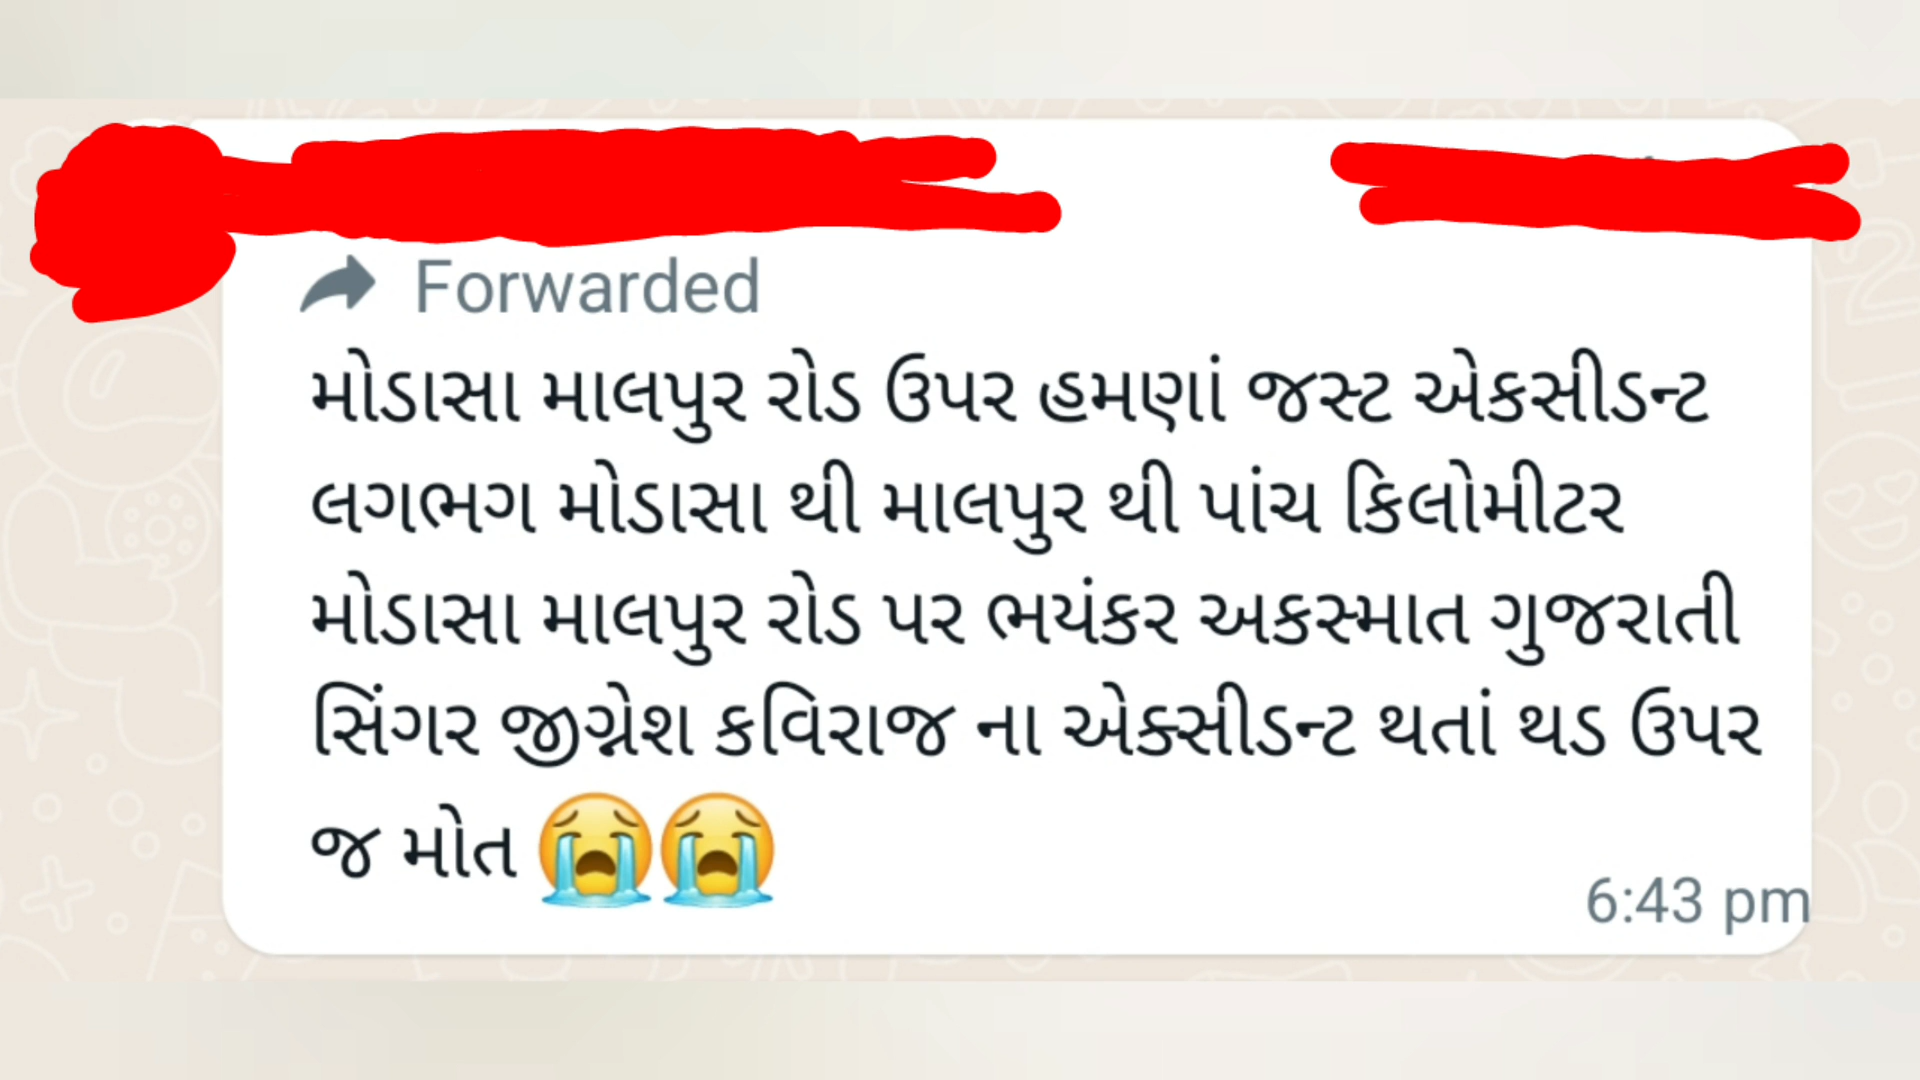 Forwarded
મોડાસા માલપુર રોડ ઉપર હમણાં જસ્ટ એકસીડન્ટ
લગભગ મોડાસા થી માલપુર થી પાંચ કિલોમીટર
મોડાસા માલપુર રોડ પર ભયંકર અકસ્માત ગુજરાતી
સિંગર જીગ્નેશ કવિરાજ ના એક્સીડન્ટ થતાં થડ ઉપર
જ મોત 😭😭
6:43 pm